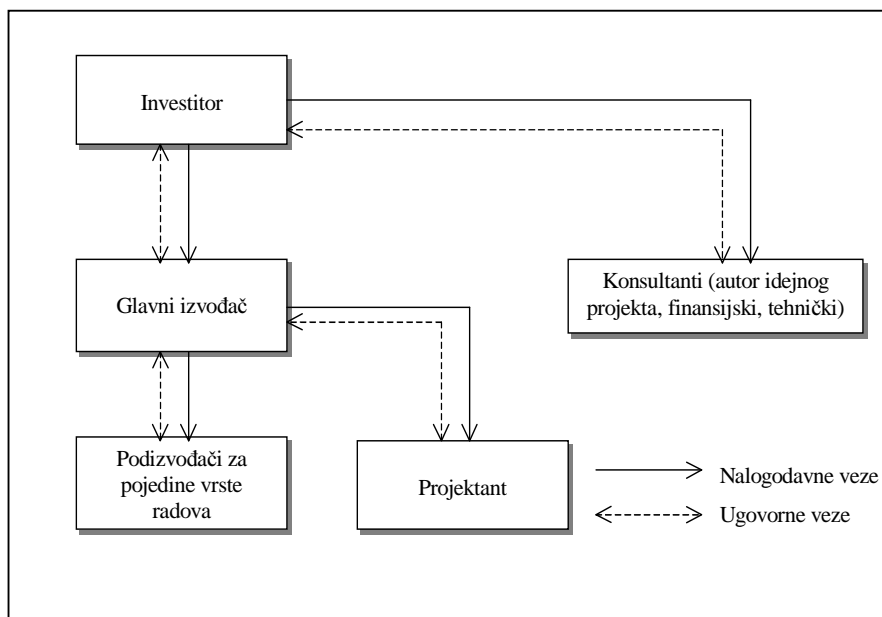 Investitor
Glavni izvođač
Konsultanti (autor idejnog
projekta, finansijski, tehnički)
Podizvođači za
pojedine vrste
radova
Projektant
Nalogodavne veze
Ugovorne veze